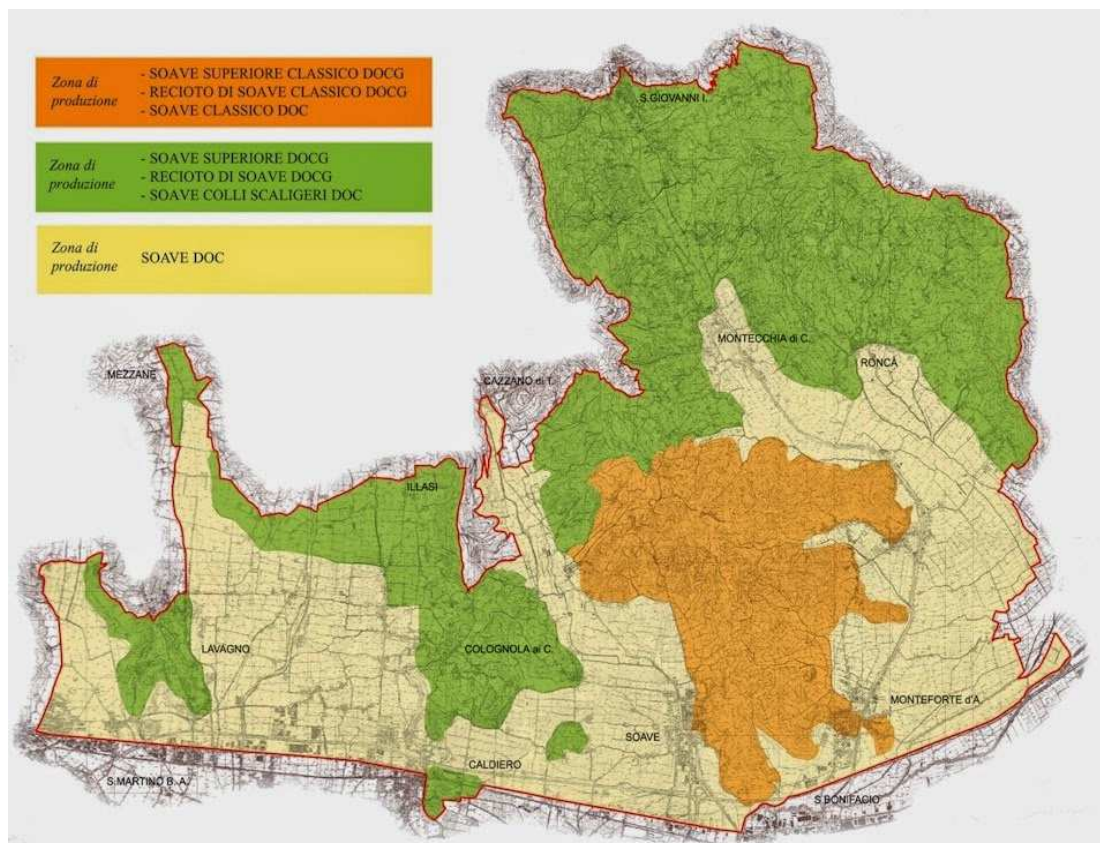 Zona di
produzione
- SOAVE SUPERIORE CLASSICO DOCG
- RECIOTO DI SOAVE CLASSICO DOCG
- SOAVE CLASSICO DOC
Zona di
produzione
- SOAVE SUPERIORE DOCG
- RECIOTO DI SOAVE DOCG
- SOAVE COLLI SCALIGERI DOC
Zona di
produzione
SOAVE DOC
S.GIOVANNI I.
MONTECCHIA di C.
RONCÀ
MEZZANE
CAZZANO di T.
ILLASI
LAVAGNO
COLOGNOLA ai C.
MONTEFORTE d'A.
SOAVE
CALDIERO
S.MARTINO B. A.
S.BONIFACIO